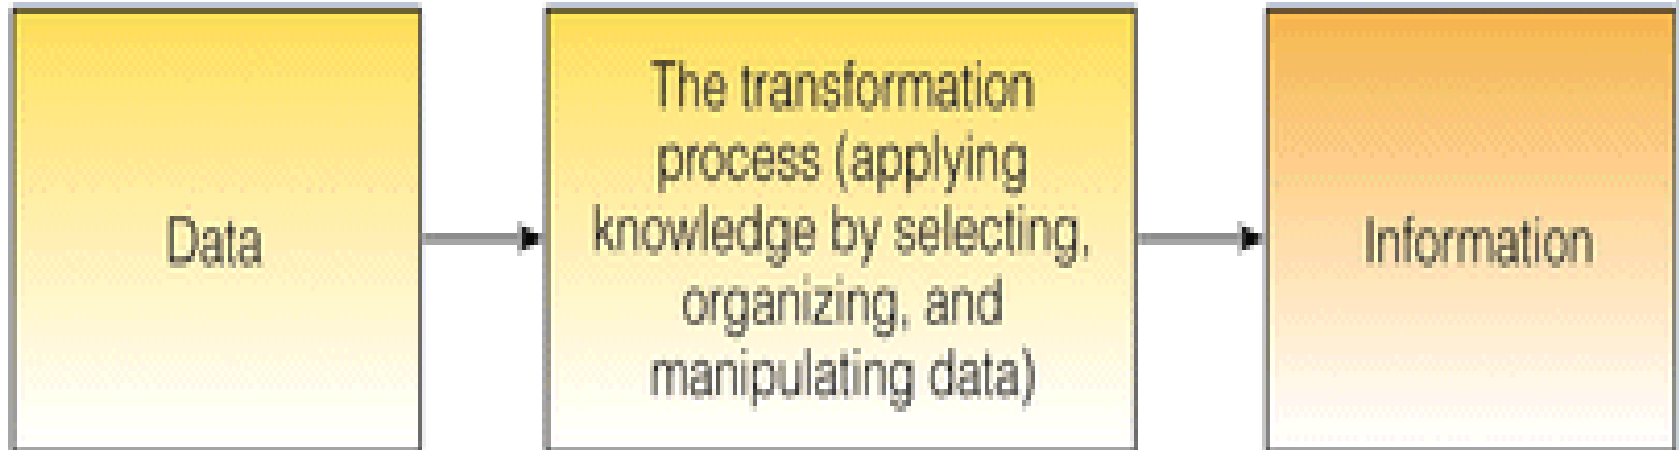 Data
The transformation
process (applying
knowledge by selecting,
organizing, and
manipulating data)
Information